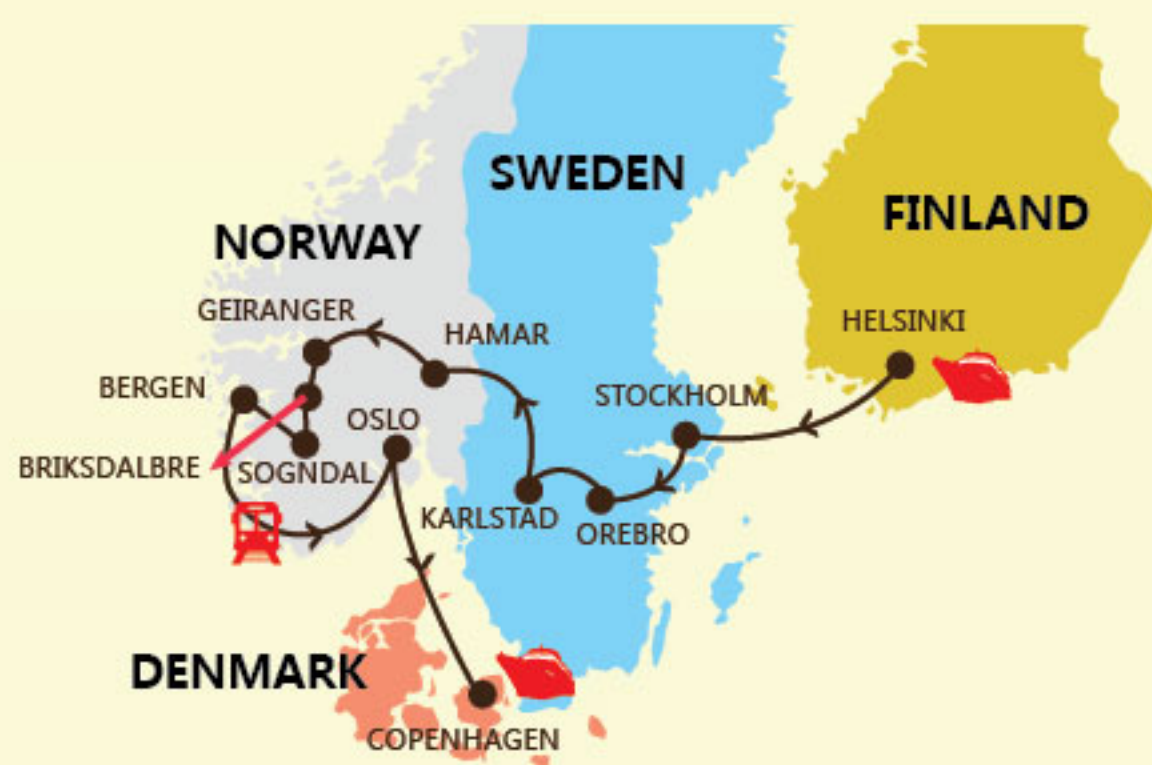 SWEDEN
FINLAND
NORWAY
GEIRANGER
HAMAR
HELSINKI
BERGEN
STOCKHOLM
OSLO
BRIKSDALBRE
SOGNDAL
KARLSTAD
OREBRO
DENMARK
COPENHAGEN